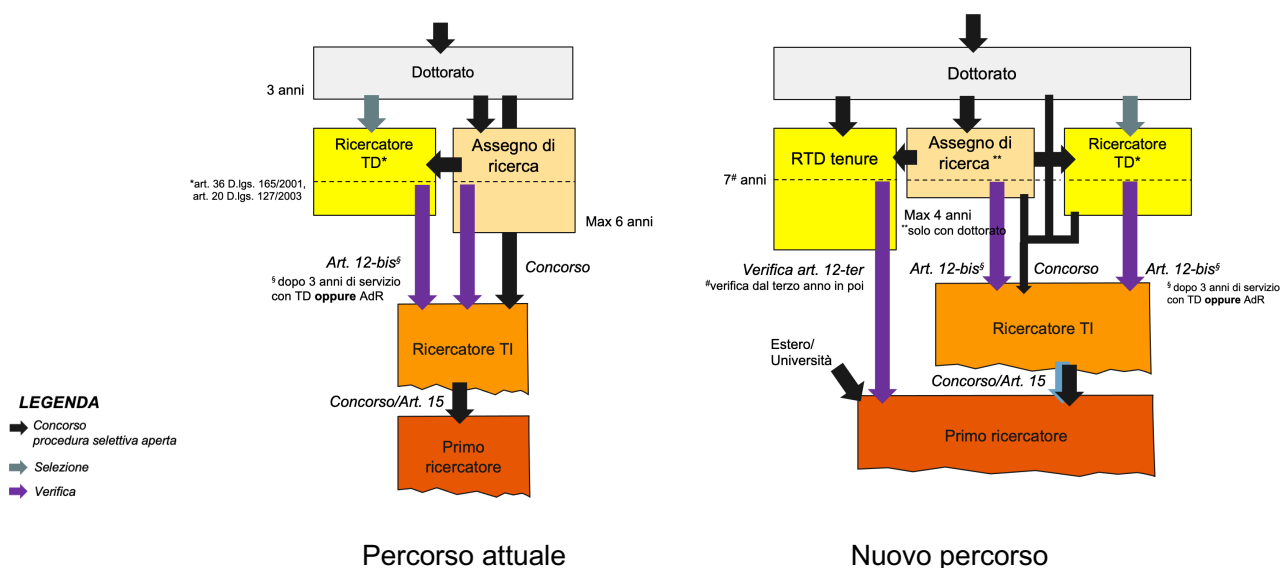 Dottorato
3 anni
Ricercatore
TD*
Assegno di
ricerca
*art. 36 D.lgs. 165/2001,
art. 20 D.lgs. 127/2003
Max 6 anni
Art. 12-bis§
§ dopo 3 anni di servizio
con TD oppure AdR
Concorso
Ricercatore TI
Concorso/Art. 15
Primo
ricercatore
LEGENDA
Concorso
procedura selettiva aperta
Selezione
Verifica
Percorso attuale
Dottorato
RTD tenure
Assegno di
ricerca **
Ricercatore
TD*
7# anni
Max 4 anni
**solo con dottorato
Verifica art. 12-ter
#verifica dal terzo anno in poi
Art. 12-bis§
Concorso
Art. 12-bis§
§ dopo 3 anni di servizio
con TD oppure AdR
Ricercatore TI
Estero/
Università
Concorso/Art. 15
Primo ricercatore
Nuovo percorso